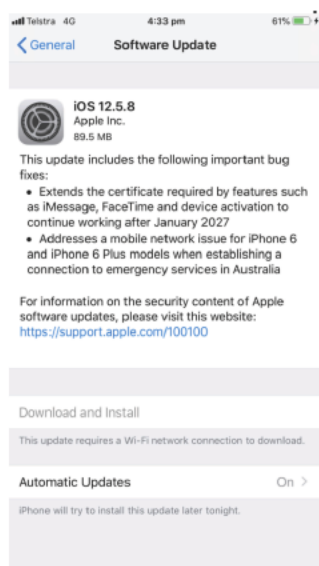 Telstra 4G 4:33 pm 61%
General Software Update
iOS 12.5.8
Apple Inc.
89.5 MB
This update includes the following important bug
fixes:
• Extends the certificate required by features such
as iMessage, FaceTime and device activation to
continue working after January 2027
• Addresses a mobile network issue for iPhone 6
and iPhone 6 Plus models when establishing a
connection to emergency services in Australia
For information on the security content of Apple
software updates, please visit this website:
https://support.apple.com/100100
Download and Install
This update requires a Wi-Fi network connection to download.
Automatic Updates On
iPhone will try to install this update later tonight.